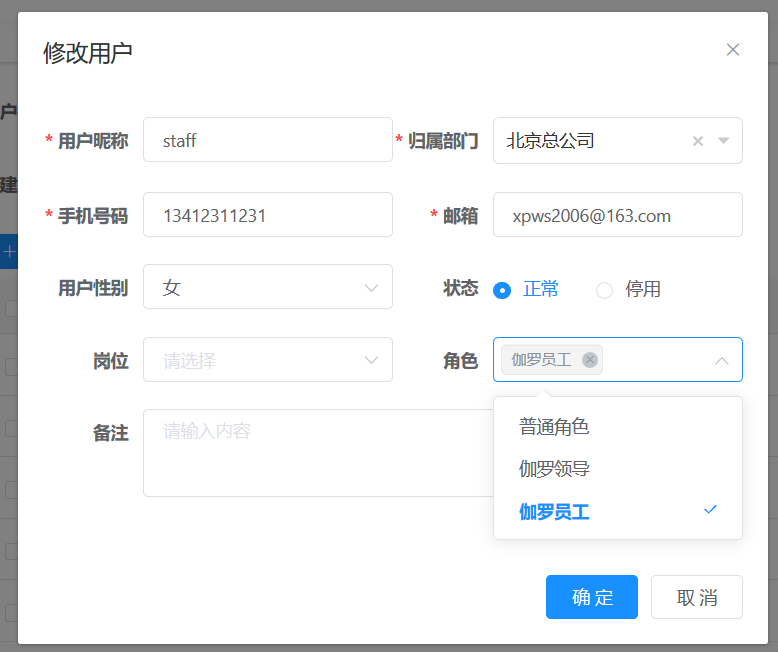 修改用户
* 用户昵称 staff * 归属部门 北京总公司
* 手机号码 13412311231 * 邮箱 xpws2006@163.com
用户性别 女 状态 正常 停用
岗位 请选择 角色 伽罗员工
备注 请输入内容
普通角色
伽罗领导
伽罗员工
确 定 取 消
户
建